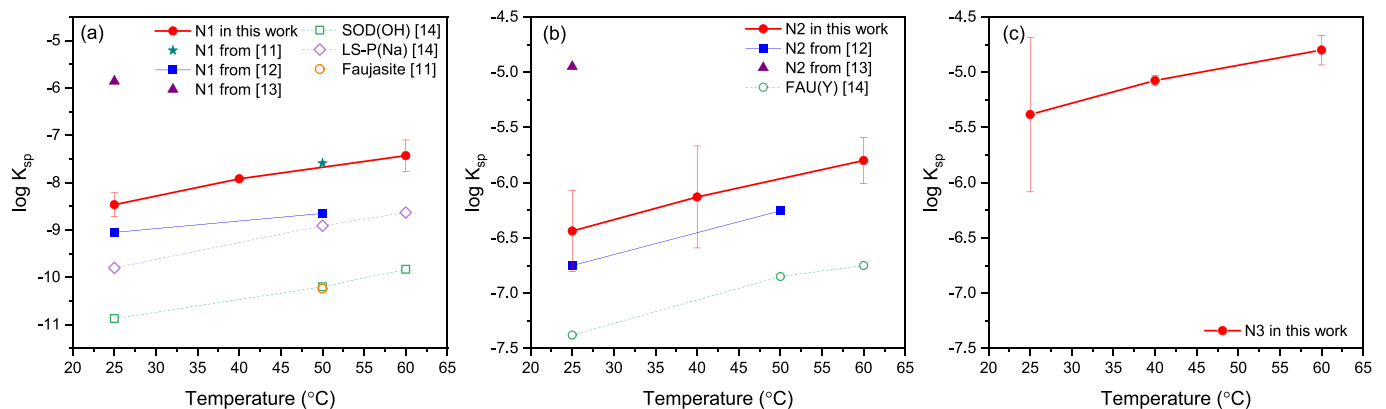 (a)
N1 in this work
N1 from [11]
N1 from [12]
N1 from [13]
SOD(OH) [14]
LS-P(Na) [14]
Faujasite [11]
-5
-6
-7
-8
-9
-10
-11
log Ksp
20 25 30 35 40 45 50 55 60 65
Temperature (°C)
(b)
N2 in this work
N2 from [12]
N2 from [13]
FAU(Y) [14]
-4.5
-5.0
-5.5
-6.0
-6.5
-7.0
-7.5
log Ksp
20 25 30 35 40 45 50 55 60 65
Temperature (°C)
(c)
N3 in this work
-4.5
-5.0
-5.5
-6.0
-6.5
-7.0
-7.5
log Ksp
20 25 30 35 40 45 50 55 60 65
Temperature (°C)